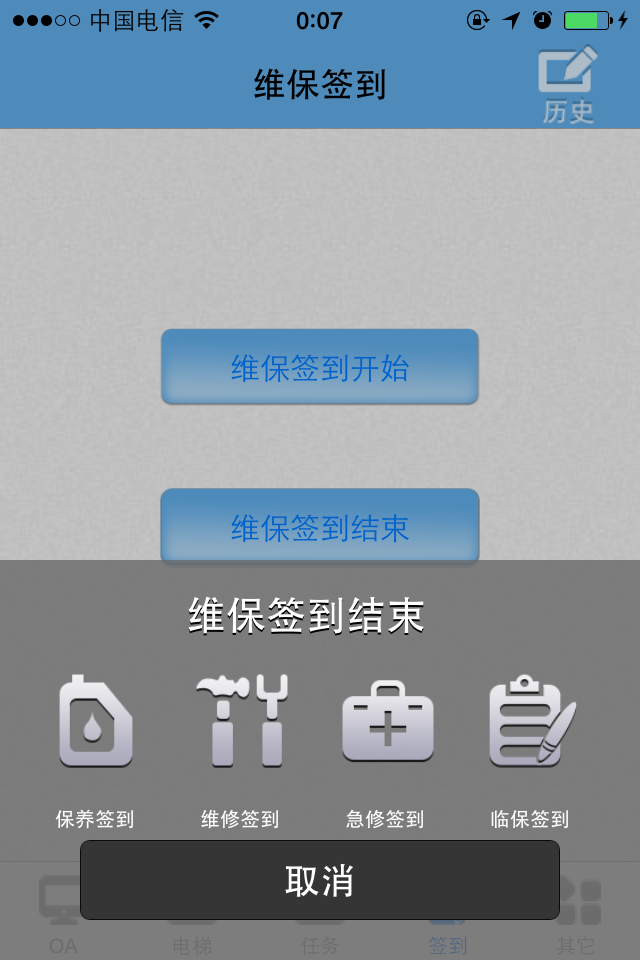 中国电信 0:07
维保签到
历史
维保签到开始
维保签到结束
维保签到结束
保养签到 维修签到 急修签到 临保签到
取消
OA 电梯 任务 签到 其它